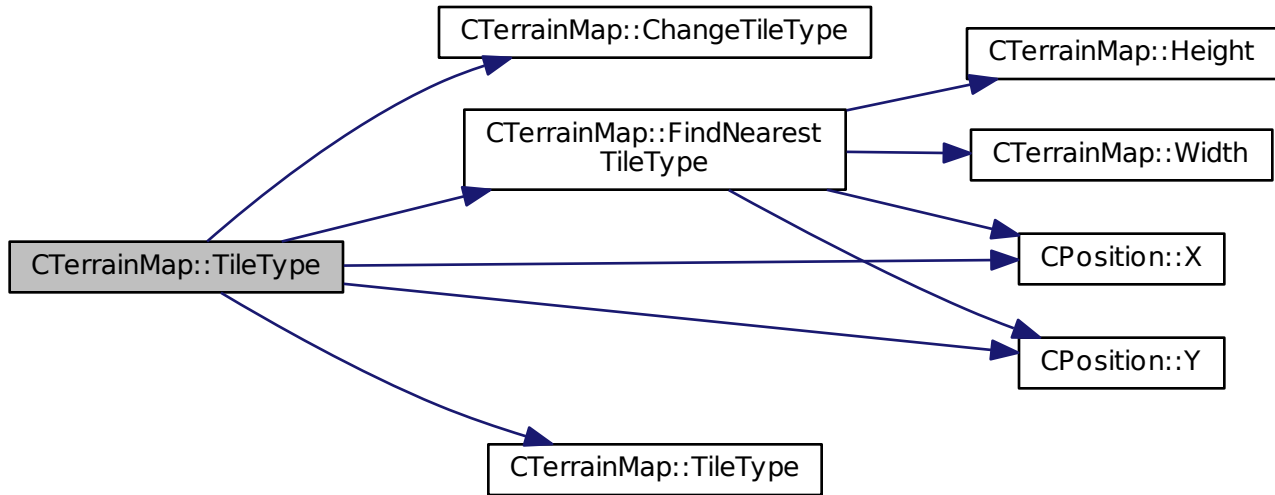 CTerrainMap::ChangeTileType
CTerrainMap::Height
CTerrainMap::FindNearest
TileType
CTerrainMap::Width
CTerrainMap::TileType
CPosition::X
CPosition::Y
CTerrainMap::TileType